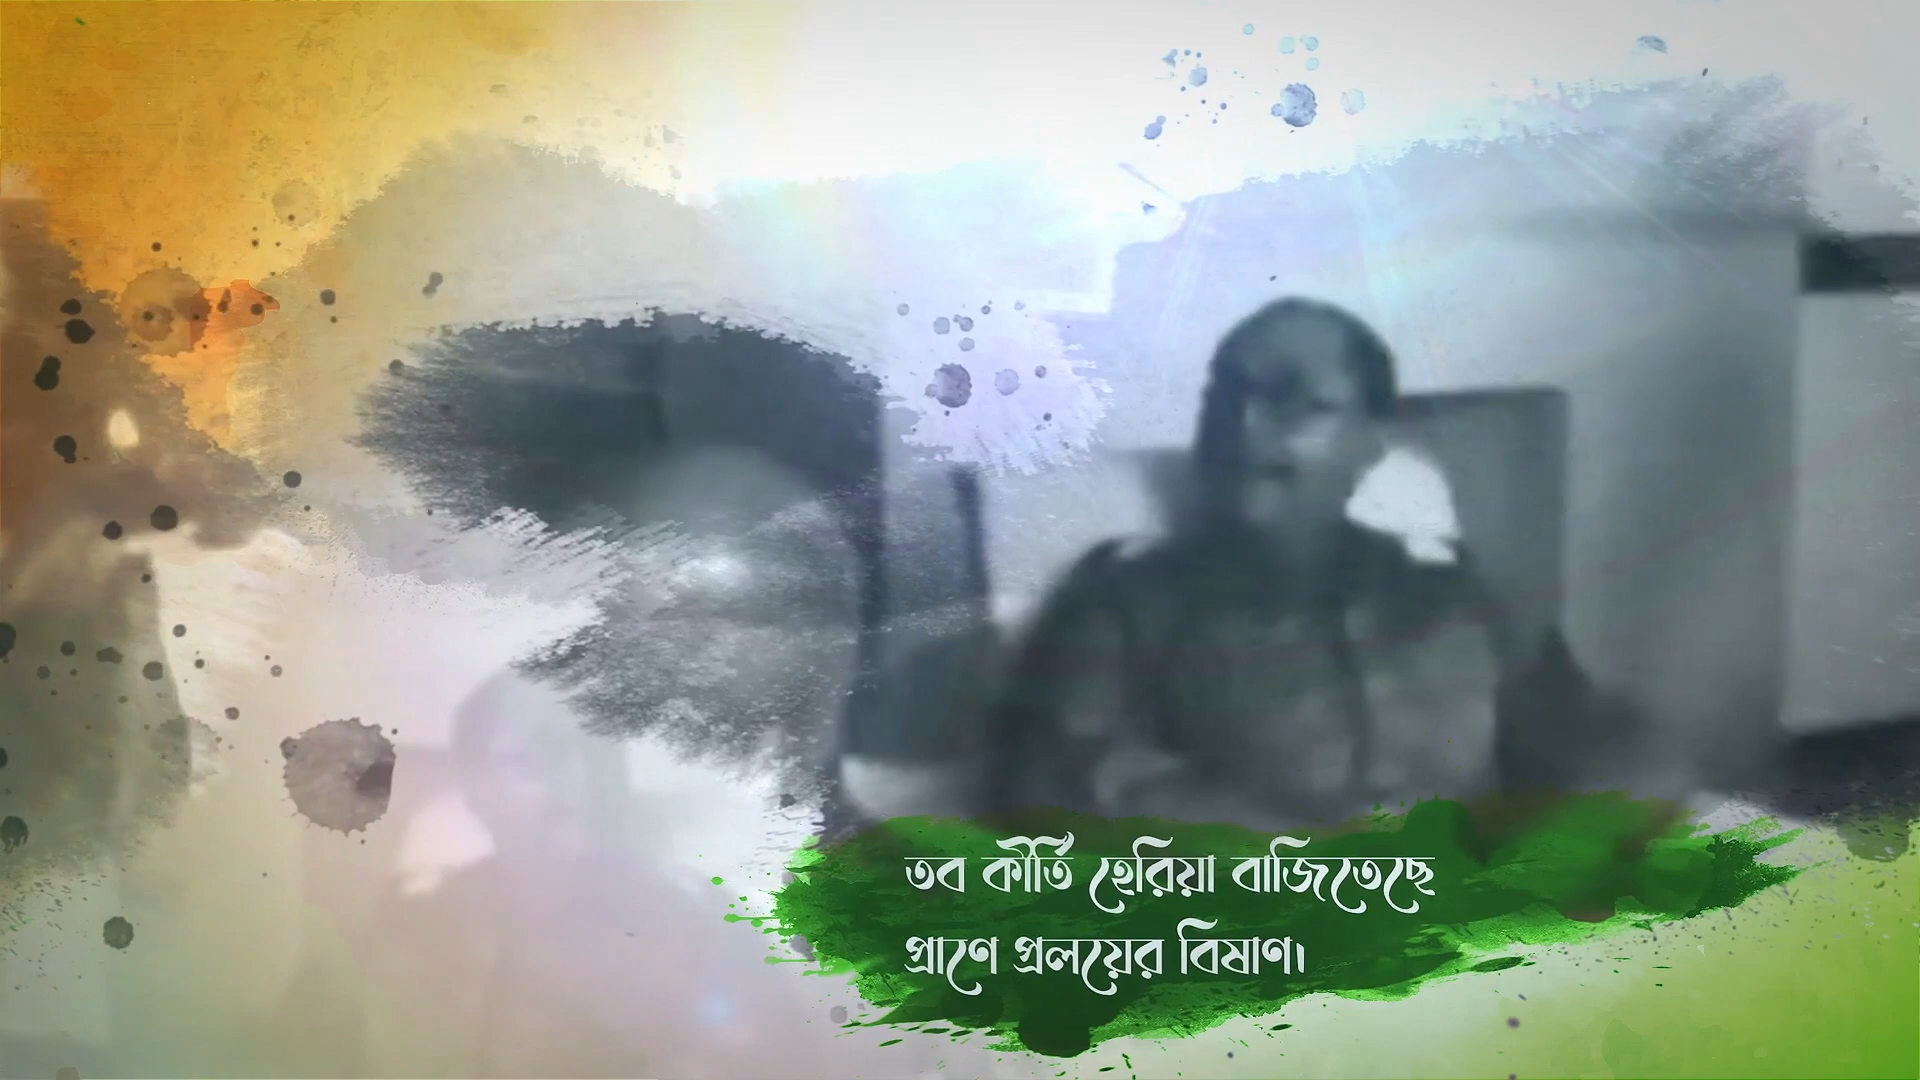 তব কীর্তি হেরিয়া বাজিতেছে
প্রাণে প্রলয়ের বিষাণ।